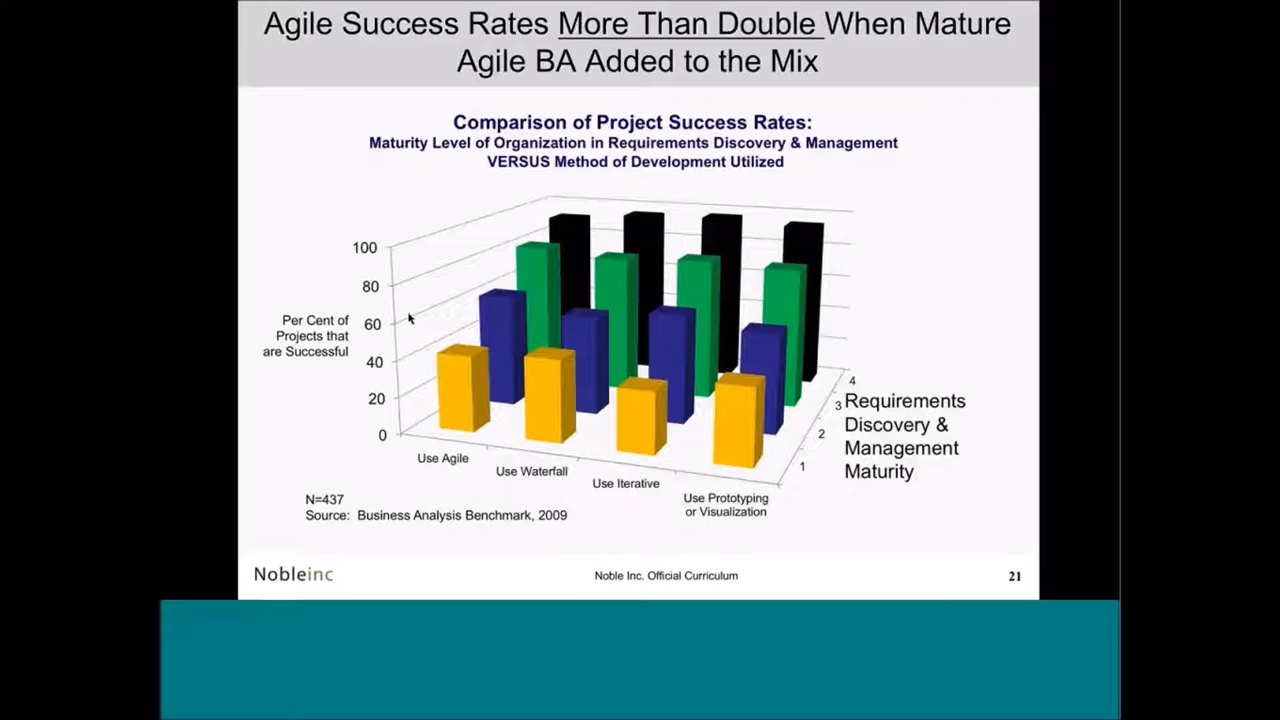 Agile Success Rates More Than Double When Mature
Agile BA Added to the Mix
Comparison of Project Success Rates:
Maturity Level of Organization in Requirements Discovery & Management
VERSUS Method of Development Utilized
100
80
60
40
20
0
Per Cent of
Projects that
are Successful
Use Agile
Use Waterfall
Use Iterative
Use Prototyping
or Visualization
4
3
2
1
Requirements
Discovery &
Management
Maturity
N=437
Source: Business Analysis Benchmark, 2009
Nobleinc
Noble Inc. Official Curriculum
21